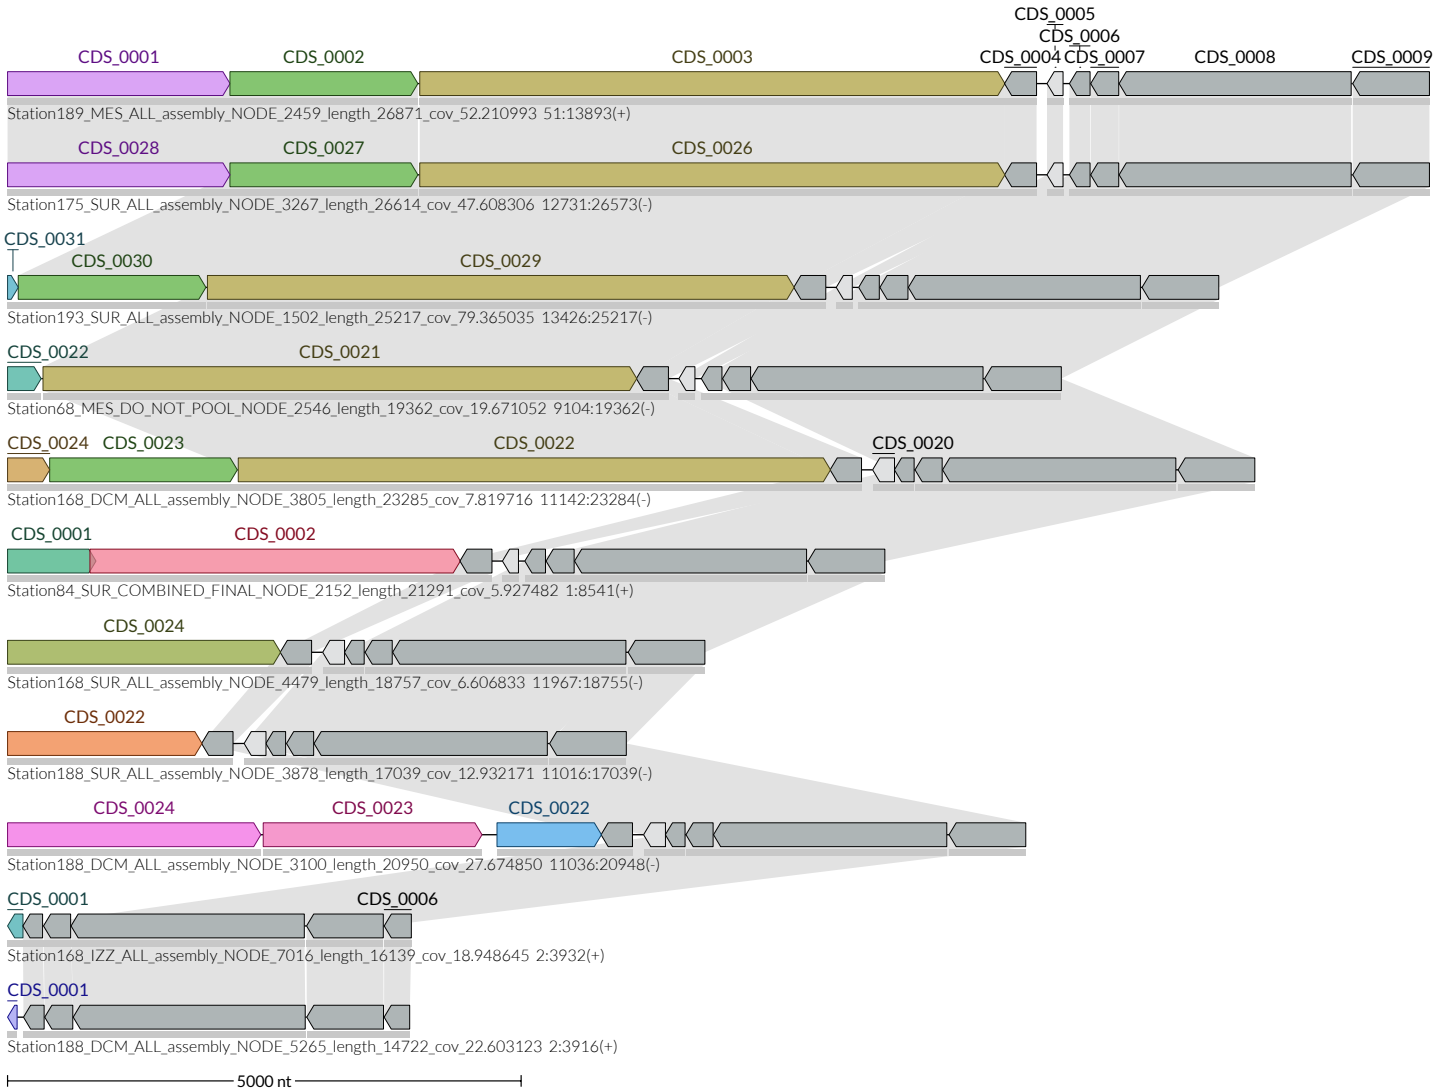 CDS_0005
CDS_0006
CDS_0001 CDS_0002 CDS_0003 CDS_0004 CDS_0007 CDS_0008 CDS_0009
Station189_MES_ALL_assembly_NODE_2459_length_26871_cov_52.210993 51:13893(+)
CDS_0028 CDS_0027 CDS_0026
Station175_SUR_ALL_assembly_NODE_3267_length_26614_cov_47.608306 12731:26573(-)
CDS_0031
CDS_0030 CDS_0029
Station193_SUR_ALL_assembly_NODE_1502_length_25217_cov_79.365035 13426:25217(-)
CDS_0022 CDS_0021
Station68_MES_DO_NOT_POOL_NODE_2546_length_19362_cov_19.671052 9104:19362(-)
CDS_0024 CDS_0023 CDS_0022 CDS_0020
Station168_DCM_ALL_assembly_NODE_3805_length_23285_cov_7.819716 11142:23284(-)
CDS_0001 CDS_0002
Station84_SUR_COMBINED_FINAL_NODE_2152_length_21291_cov_5.927482 1:8541(+)
CDS_0024
Station168_SUR_ALL_assembly_NODE_4479_length_18757_cov_6.606833 11967:18755(-)
CDS_0022
Station188_SUR_ALL_assembly_NODE_3878_length_17039_cov_12.932171 11016:17039(-)
CDS_0024 CDS_0023 CDS_0022
Station188_DCM_ALL_assembly_NODE_3100_length_20950_cov_27.674850 11036:20948(-)
CDS_0001 CDS_0006
Station168_IZZ_ALL_assembly_NODE_7016_length_16139_cov_18.948645 2:3932(+)
CDS_0001
Station188_DCM_ALL_assembly_NODE_5265_length_14722_cov_22.603123 2:3916(+)
5000 nt